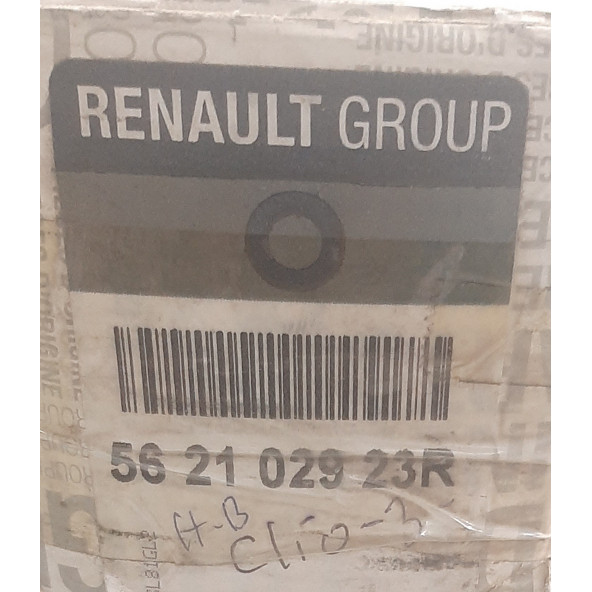 RENAULT GROUP
56 21 029 23R
H-B
Clio-3